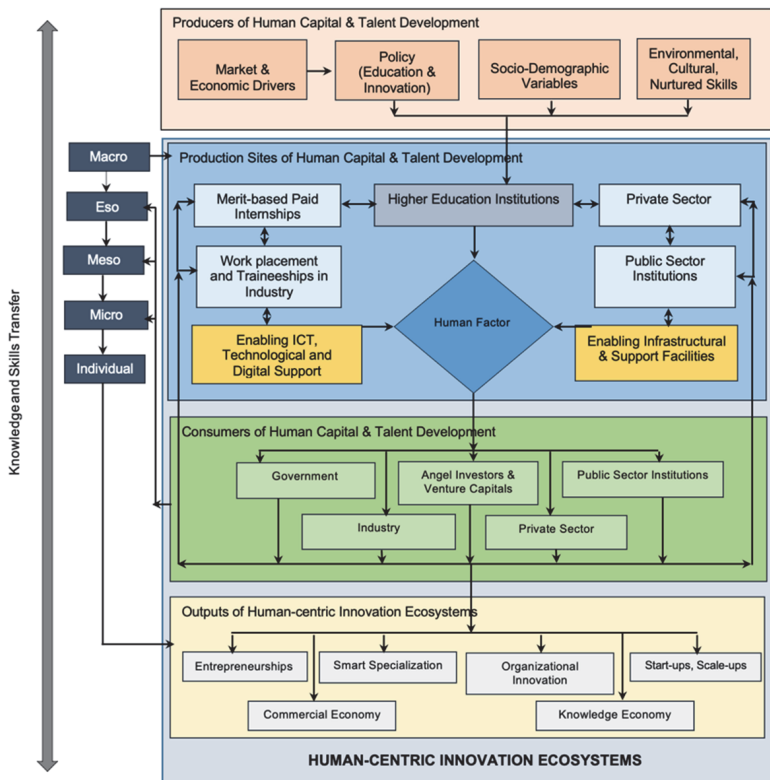 Producers of Human Capital & Talent Development
Market &
Economic Drivers
Policy
(Education &
Innovation)
Socio-Demographic
Variables
Environmental,
Cultural,
Nurtured Skills
Knowledge and Skills Transfer
Macro
Eso
Meso
Micro
Individual
Production Sites of Human Capital & Talent Development
Merit-based Paid
Internships
Higher Education Institutions
Private Sector
Work placement
and Traineeships in
Industry
Public Sector
Institutions
Human Factor
Enabling ICT,
Technological and
Digital Support
Enabling Infrastructural
& Support Facilities
Consumers of Human Capital & Talent Development
Government
Angel Investors &
Venture Capitals
Public Sector Institutions
Industry
Private Sector
Outputs of Human-centric Innovation Ecosystems
Entrepreneurships
Smart Specialization
Organizational
Innovation
Start-ups, Scale-ups
Commercial Economy
Knowledge Economy
HUMAN-CENTRIC INNOVATION ECOSYSTEMS